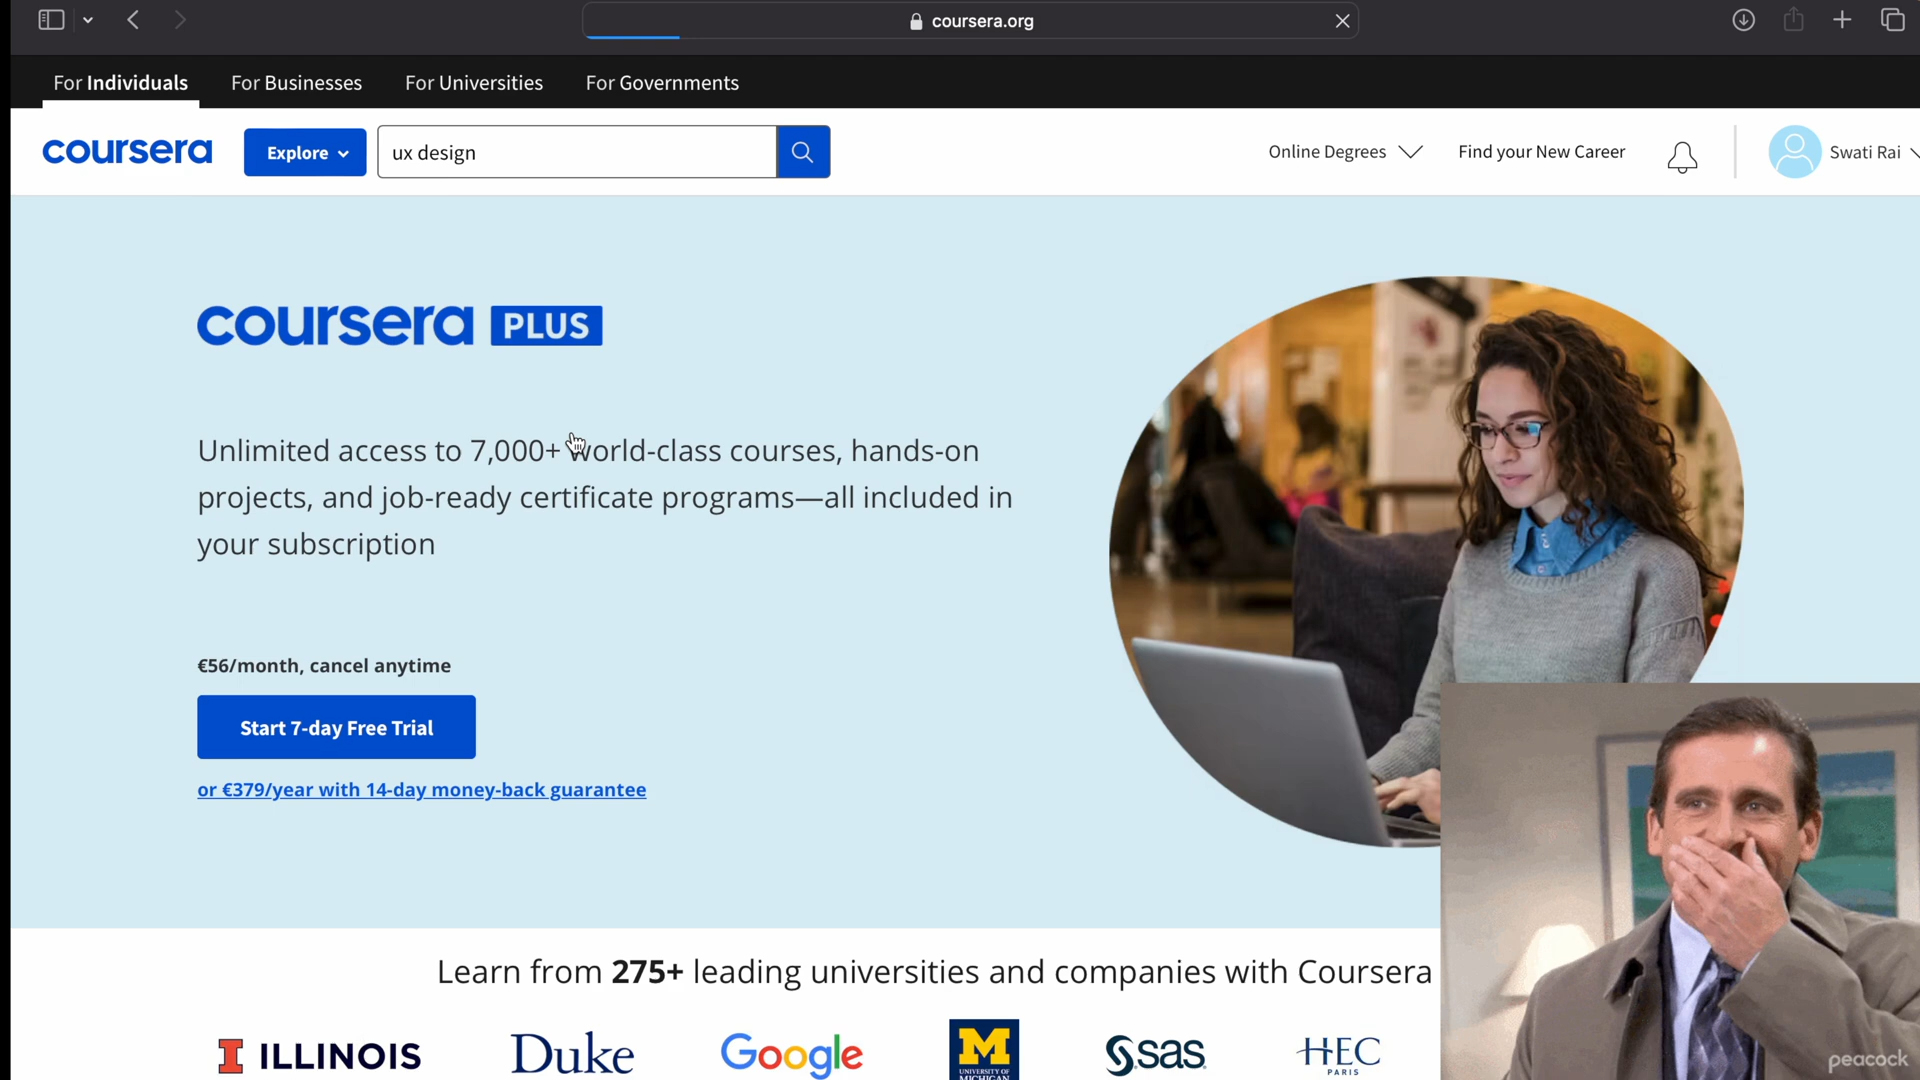 coursera.org
For Individuals For Businesses For Universities For Governments
coursera Explore ux design Online Degrees Find your New Career Swati Rai
coursera PLUS
Unlimited access to 7,000+ world-class courses, hands-on
projects, and job-ready certificate programs—all included in
your subscription
€56/month, cancel anytime
Start 7-day Free Trial
or €379/year with 14-day money-back guarantee
Learn from 275+ leading universities and companies with Coursera
I ILLINOIS Duke Google M UNIVERSITY OF MICHIGAN sas HEC PARIS
peacock